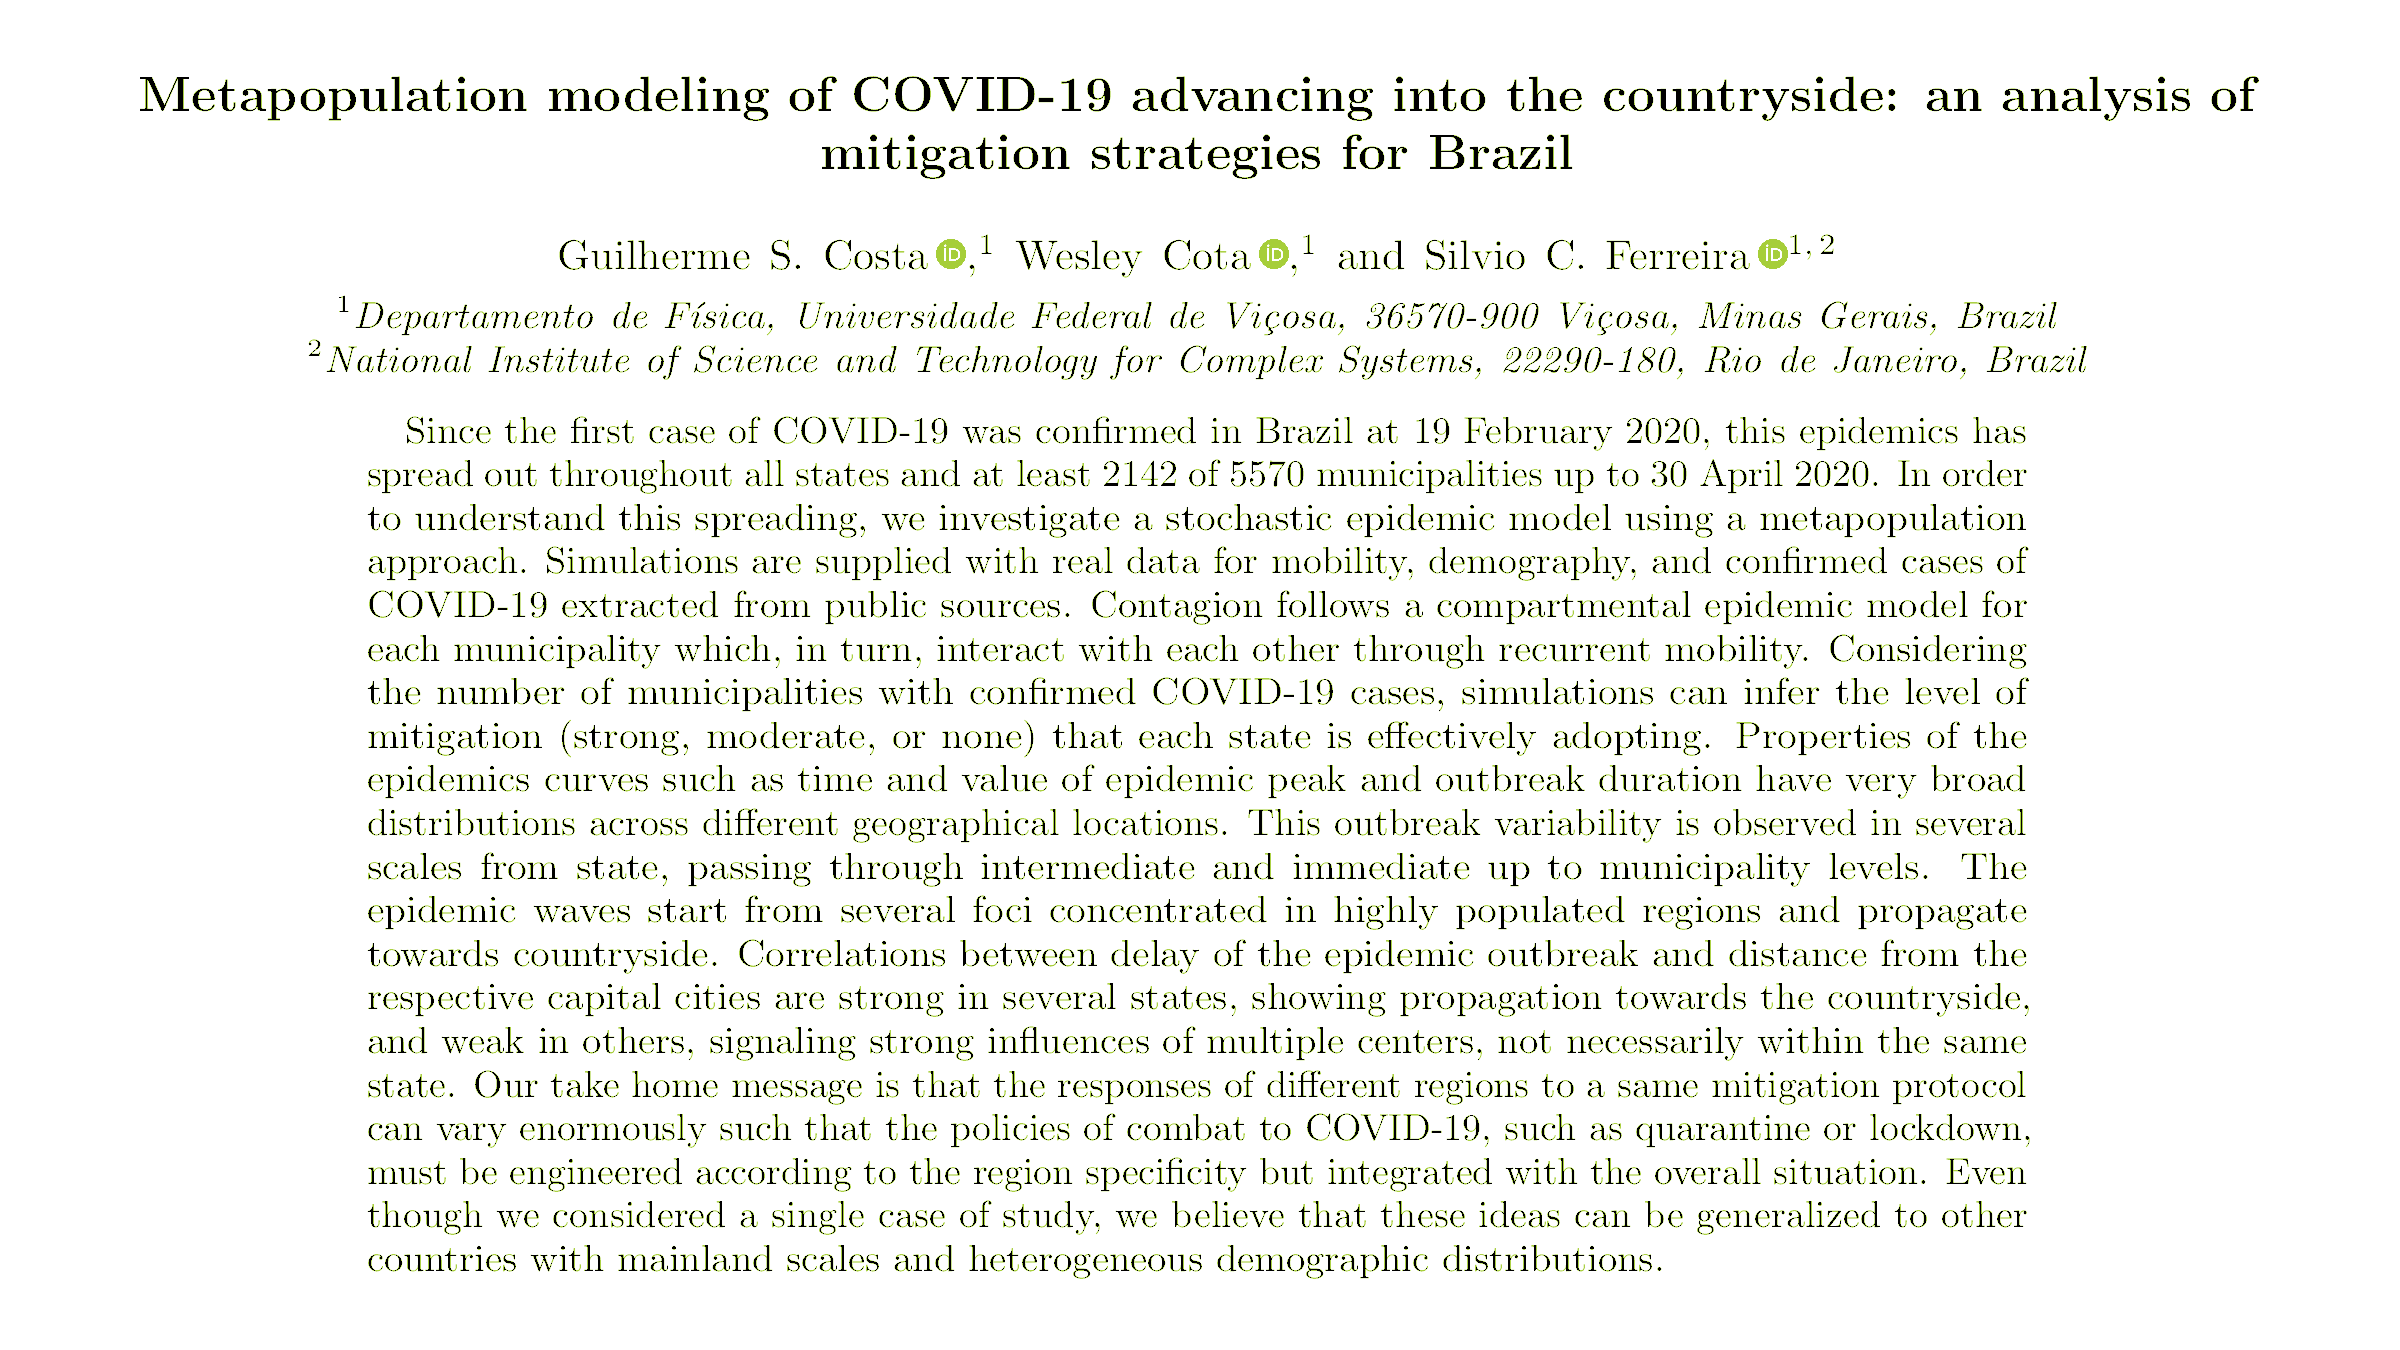 Metapopulation modeling of COVID-19 advancing into the countryside: an analysis of
mitigation strategies for Brazil
Guilherme S. Costa iD,1 Wesley Cota iD,1 and Silvio C. Ferreira iD1, 2
1Departamento de Física, Universidade Federal de Viçosa, 36570-900 Viçosa, Minas Gerais, Brazil
2National Institute of Science and Technology for Complex Systems, 22290-180, Rio de Janeiro, Brazil
Since the first case of COVID-19 was confirmed in Brazil at 19 February 2020, this epidemics has
spread out throughout all states and at least 2142 of 5570 municipalities up to 30 April 2020. In order
to understand this spreading, we investigate a stochastic epidemic model using a metapopulation
approach. Simulations are supplied with real data for mobility, demography, and confirmed cases of
COVID-19 extracted from public sources. Contagion follows a compartmental epidemic model for
each municipality which, in turn, interact with each other through recurrent mobility. Considering
the number of municipalities with confirmed COVID-19 cases, simulations can infer the level of
mitigation (strong, moderate, or none) that each state is effectively adopting. Properties of the
epidemics curves such as time and value of epidemic peak and outbreak duration have very broad
distributions across different geographical locations. This outbreak variability is observed in several
scales from state, passing through intermediate and immediate up to municipality levels. The
epidemic waves start from several foci concentrated in highly populated regions and propagate
towards countryside. Correlations between delay of the epidemic outbreak and distance from the
respective capital cities are strong in several states, showing propagation towards the countryside,
and weak in others, signaling strong influences of multiple centers, not necessarily within the same
state. Our take home message is that the responses of different regions to a same mitigation protocol
can vary enormously such that the policies of combat to COVID-19, such as quarantine or lockdown,
must be engineered according to the region specificity but integrated with the overall situation. Even
though we considered a single case of study, we believe that these ideas can be generalized to other
countries with mainland scales and heterogeneous demographic distributions.